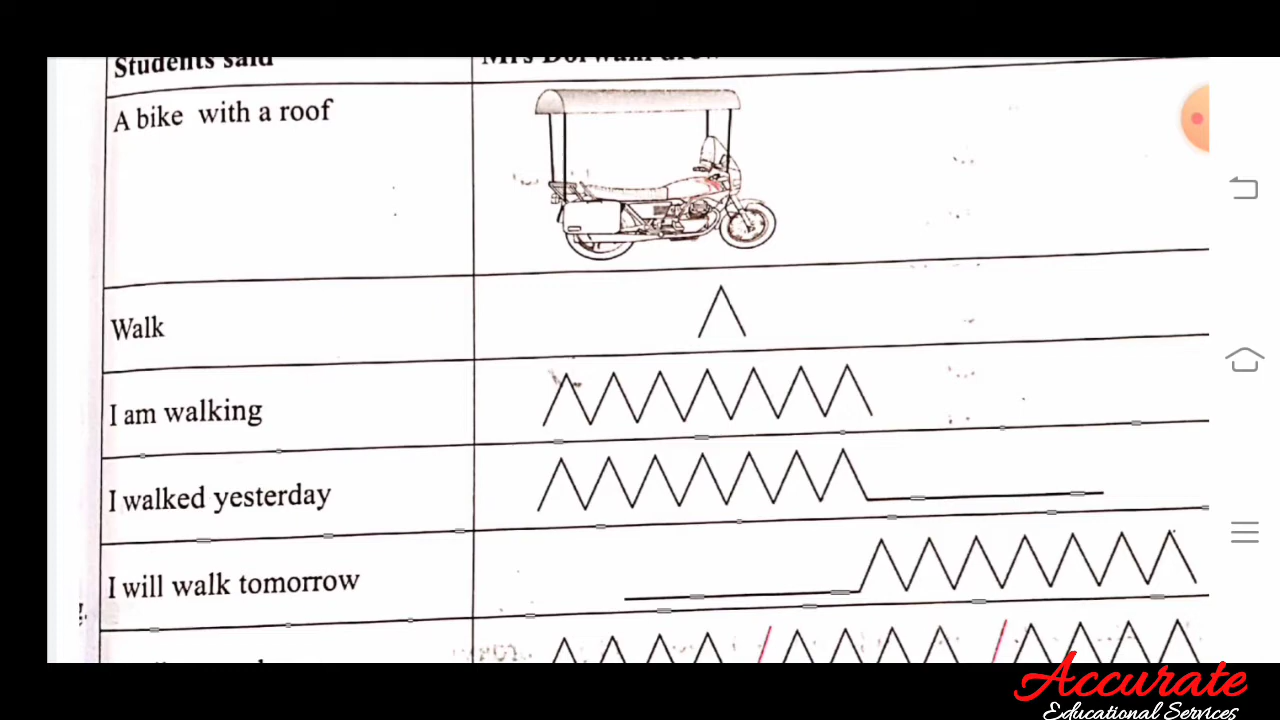 Students said
A bike with a roof
Walk
I am walking
I walked yesterday
I will walk tomorrow
Accurate
Educational Services